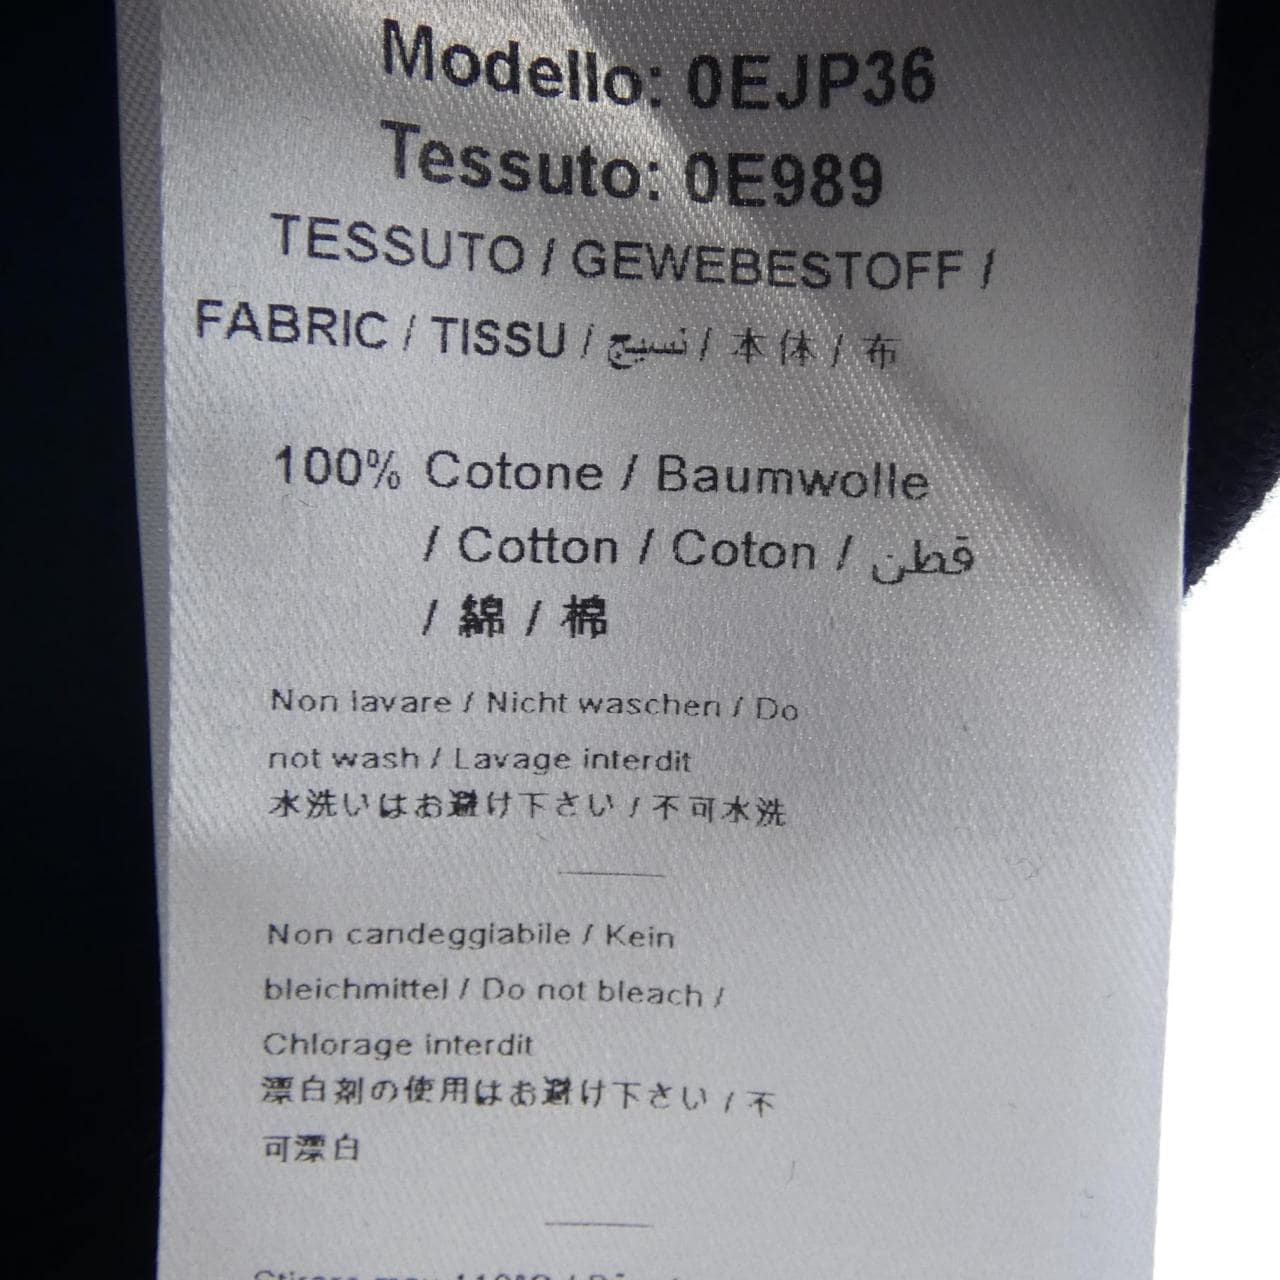 Modello: 0EJP36
Tessuto: 0E989
TESSUTO / GEWEBESTOFF /
FABRIC / TISSU / نسيج / 本体 / 布
100% Cotone / Baumwolle
/ Cotton / Coton / قطن
/ 綿 / 棉
Non lavare / Nicht waschen / Do
not wash / Lavage interdit
水洗いはお避け下さい / 不可水洗
Non candeggiabile / Kein
bleichmittel / Do not bleach /
Chlorage interdit
漂白剤の使用はお避け下さい / 不
可漂白